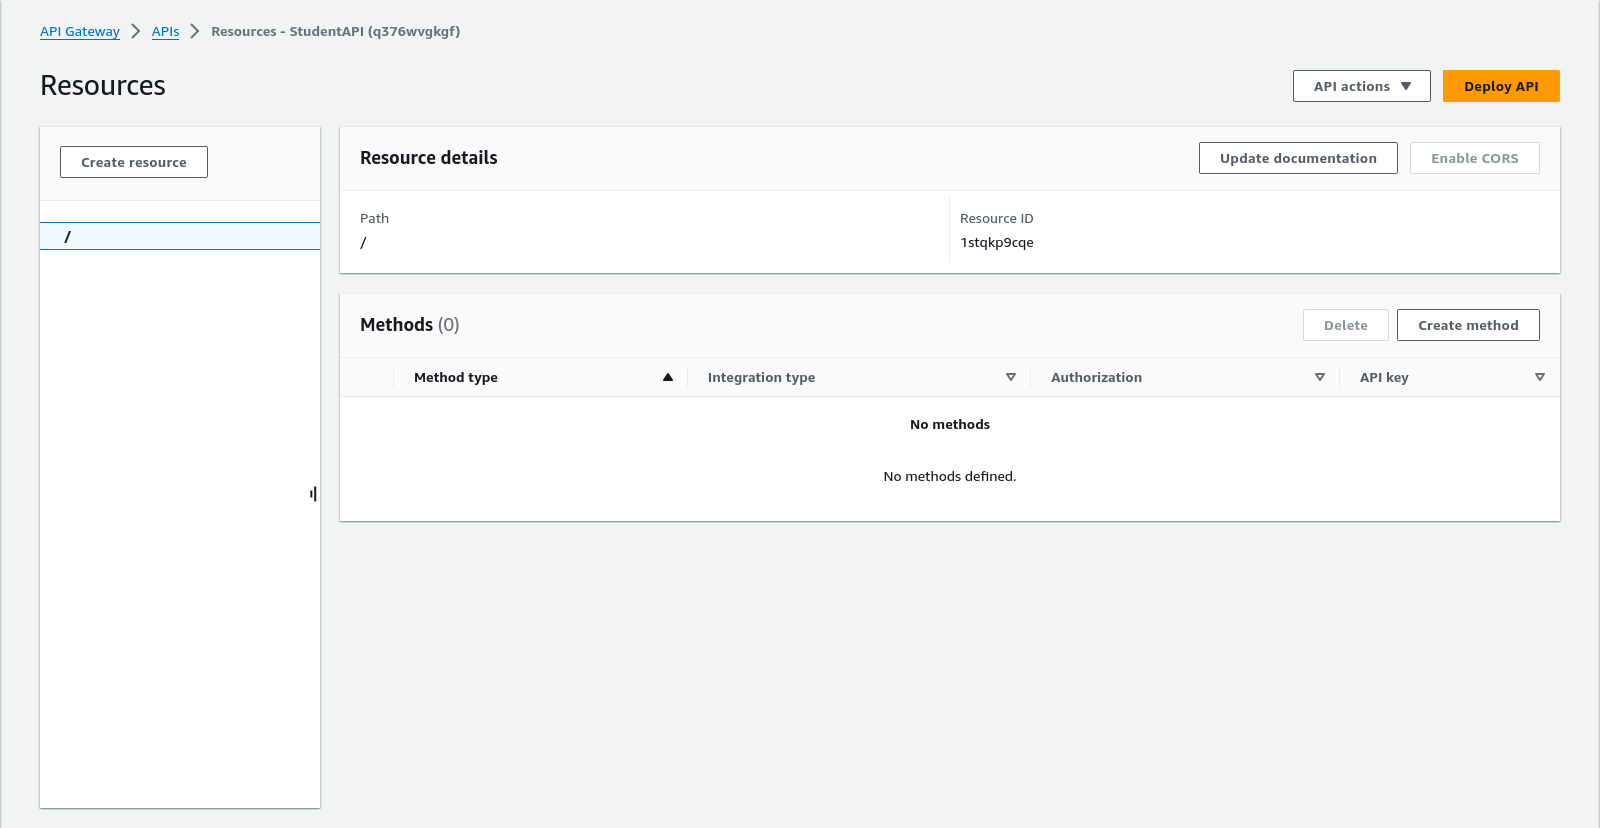 API Gateway > APIs > Resources - StudentAPI (q376wvgkgf)
Resources
API actions
Deploy API
Create resource
/
Resource details
Update documentation
Enable CORS
Path
/
Resource ID
1stqkp9cqe
Methods (0)
Delete
Create method
Method type
Integration type
Authorization
API key
No methods
No methods defined.